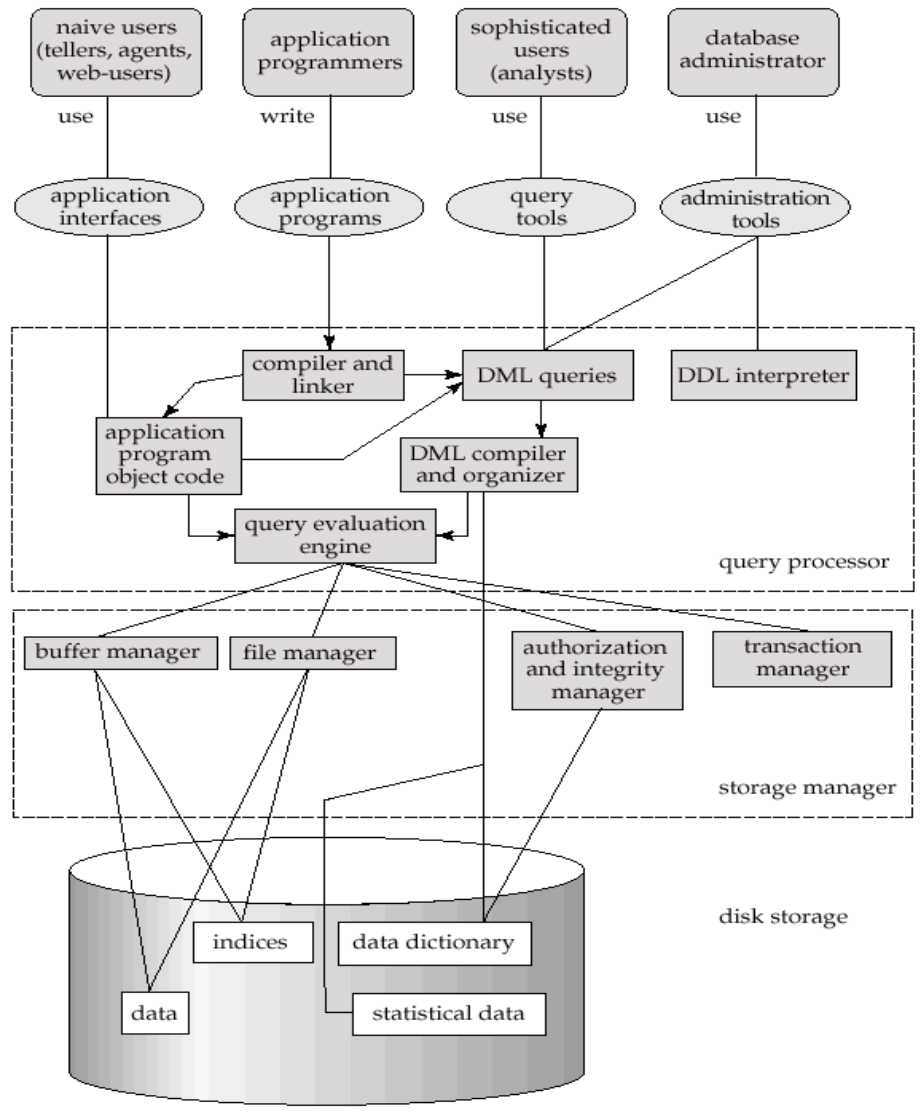 naive users
(tellers, agents,
web-users)
application
programmers
sophisticated
users
(analysts)
database
administrator
use
write
use
use
application
interfaces
application
programs
query
tools
administration
tools
compiler and
linker
DML queries
DDL interpreter
application
program
object code
DML compiler
and organizer
query evaluation
engine
query processor
buffer manager
file manager
authorization
and integrity
manager
transaction
manager
storage manager
disk storage
indices
data dictionary
data
statistical data